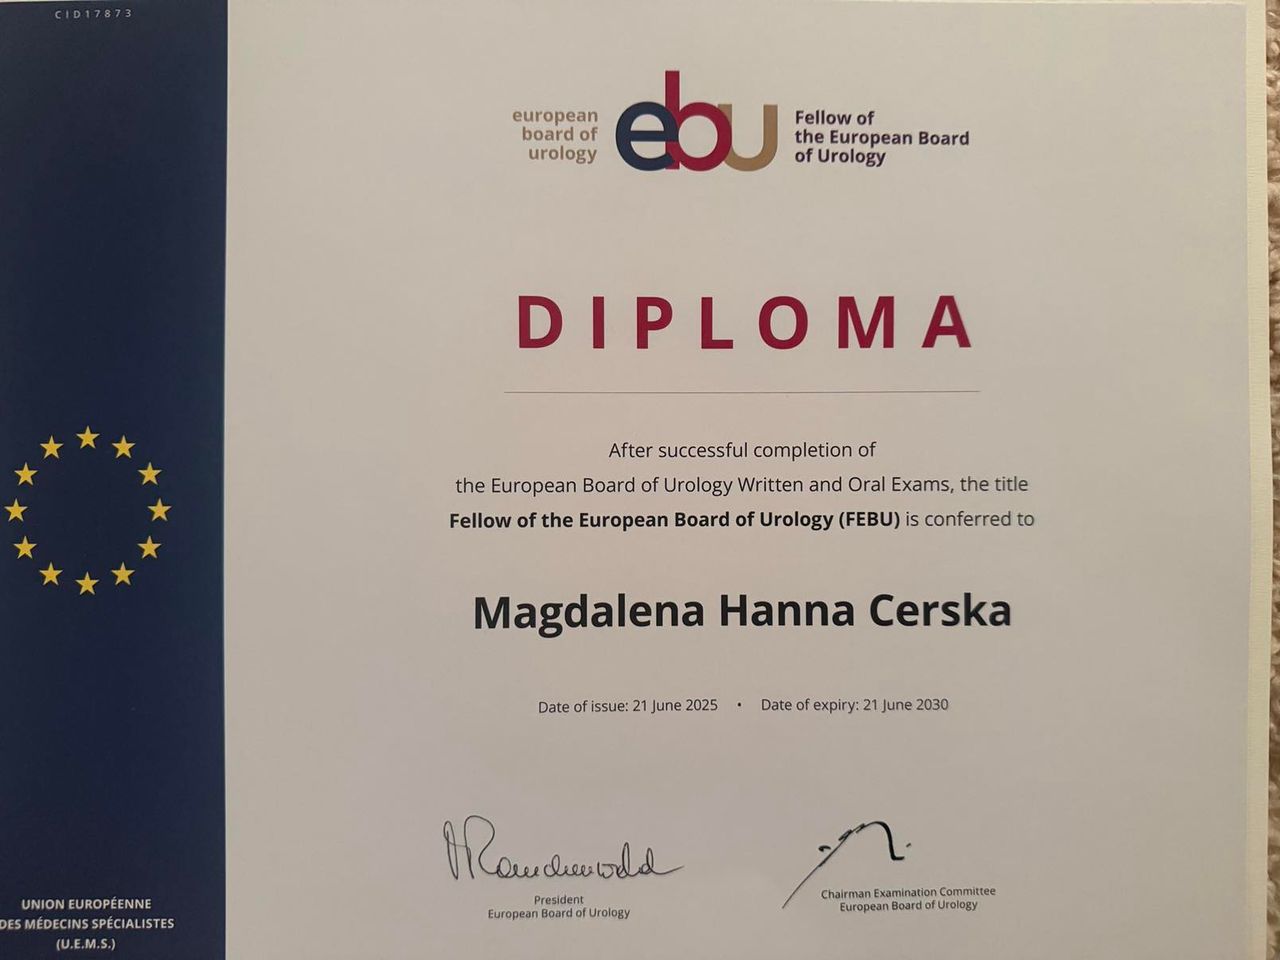 CID17873
european
board of
urology
ebu
Fellow of
the European Board
of Urology
DIPLOMA
After successful completion of
the European Board of Urology Written and Oral Exams, the title
Fellow of the European Board of Urology (FEBU) is conferred to
Magdalena Hanna Cerska
Date of issue: 21 June 2025 • Date of expiry: 21 June 2030
President
European Board of Urology
Chairman Examination Committee
European Board of Urology
UNION EUROPÉENNE
DES MÉDECINS SPÉCIALISTES
(U.E.M.S.)